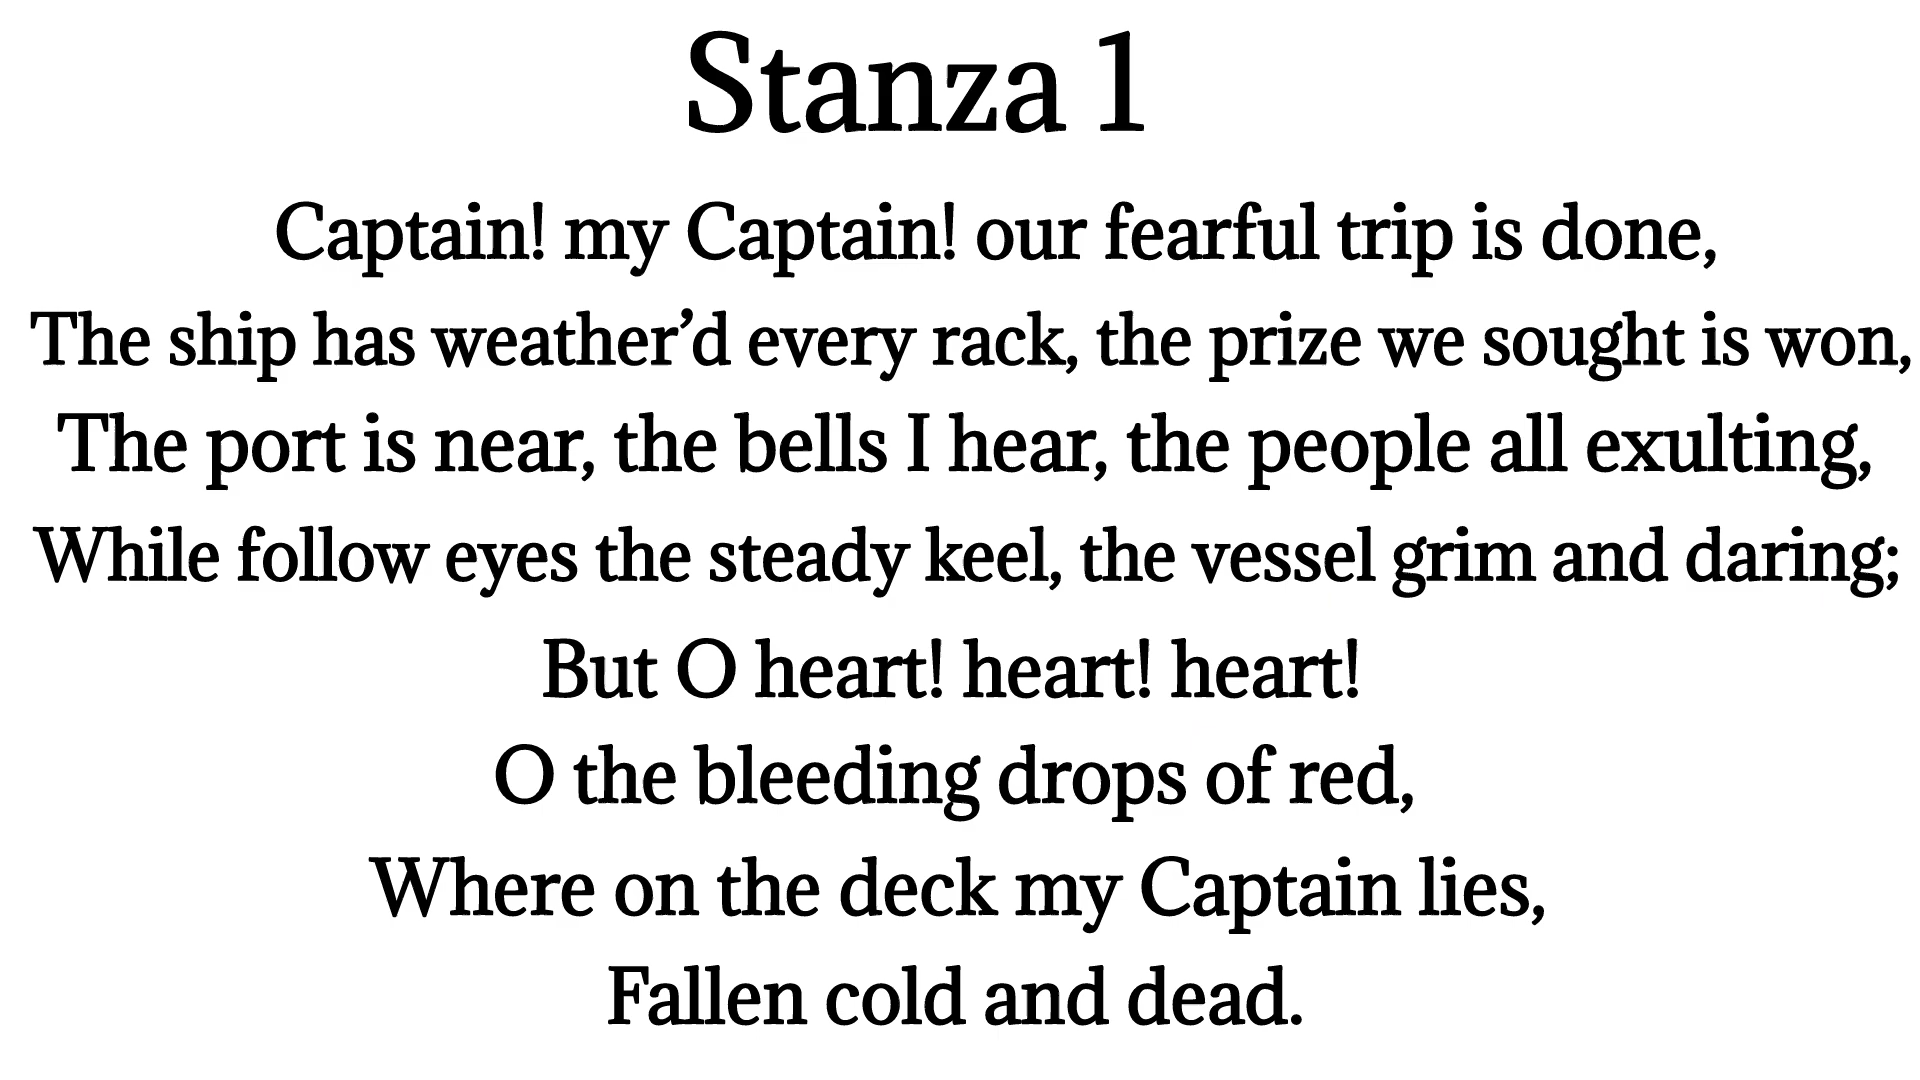 Stanza 1
Captain! my Captain! our fearful trip is done,
The ship has weather’d every rack, the prize we sought is won,
The port is near, the bells I hear, the people all exulting,
While follow eyes the steady keel, the vessel grim and daring;
But O heart! heart! heart!
O the bleeding drops of red,
Where on the deck my Captain lies,
Fallen cold and dead.